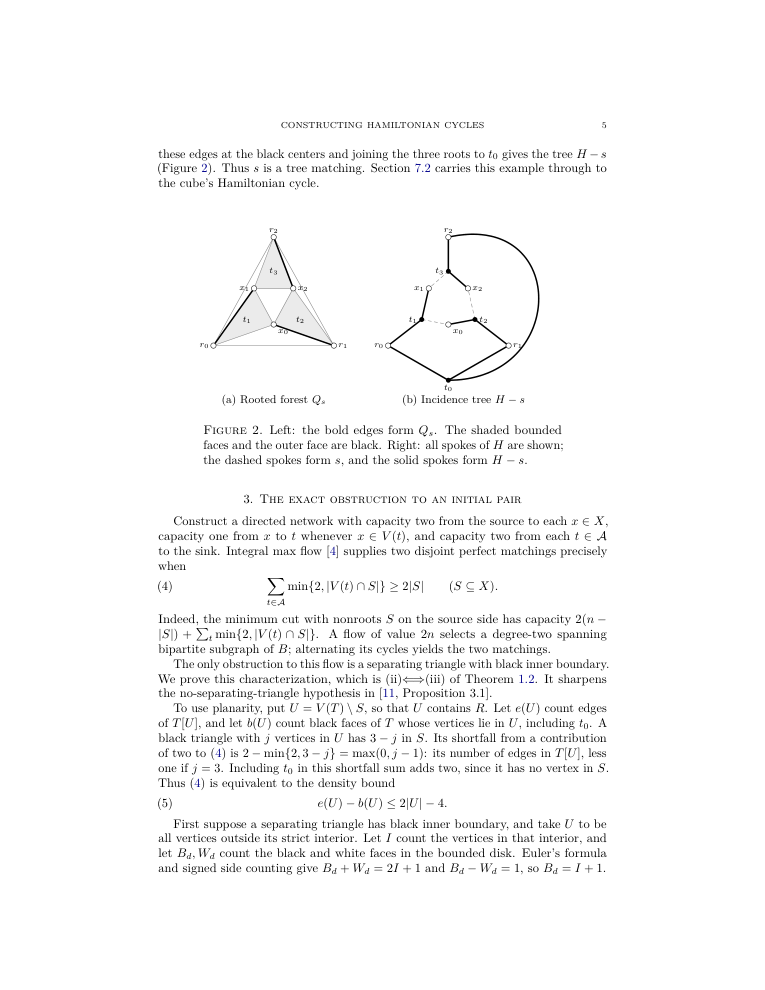 CONSTRUCTING HAMILTONIAN CYCLES 5
these edges at the black centers and joining the three roots to t₀ gives the tree H − s
(Figure 2). Thus s is a tree matching. Section 7.2 carries this example through to
the cube's Hamiltonian cycle.
r₂ r₂
t₃ t₃
x₁ x₂ x₁ x₂
t₁ t₂ t₁ t₂
x₀ x₀
r₀ r₁ r₀ r₁
t₀
(a) Rooted forest Qₛ (b) Incidence tree H − s
FIGURE 2. Left: the bold edges form Qₛ. The shaded bounded
faces and the outer face are black. Right: all spokes of H are shown;
the dashed spokes form s, and the solid spokes form H − s.
3. THE EXACT OBSTRUCTION TO AN INITIAL PAIR
Construct a directed network with capacity two from the source to each x ∈ X,
capacity one from x to t whenever x ∈ V(t), and capacity two from each t ∈ 𝒜
to the sink. Integral max flow [4] supplies two disjoint perfect matchings precisely
when
(4) ∑_{t∈𝒜} min{2, |V(t) ∩ S|} ≥ 2|S| (S ⊆ X).
Indeed, the minimum cut with nonroots S on the source side has capacity 2(n −
|S|) + ∑ₜ min{2, |V(t) ∩ S|}. A flow of value 2n selects a degree-two spanning
bipartite subgraph of B; alternating its cycles yields the two matchings.
The only obstruction to this flow is a separating triangle with black inner boundary.
We prove this characterization, which is (ii)⟺(iii) of Theorem 1.2. It sharpens
the no-separating-triangle hypothesis in [11, Proposition 3.1].
To use planarity, put U = V(T) \ S, so that U contains R. Let e(U) count edges
of T[U], and let b(U) count black faces of T whose vertices lie in U, including t₀. A
black triangle with j vertices in U has 3 − j in S. Its shortfall from a contribution
of two to (4) is 2 − min{2, 3 − j} = max(0, j − 1): its number of edges in T[U], less
one if j = 3. Including t₀ in this shortfall sum adds two, since it has no vertex in S.
Thus (4) is equivalent to the density bound
(5) e(U) − b(U) ≤ 2|U| − 4.
First suppose a separating triangle has black inner boundary, and take U to be
all vertices outside its strict interior. Let I count the vertices in that interior, and
let B_d, W_d count the black and white faces in the bounded disk. Euler's formula
and signed side counting give B_d + W_d = 2I + 1 and B_d − W_d = 1, so B_d = I + 1.